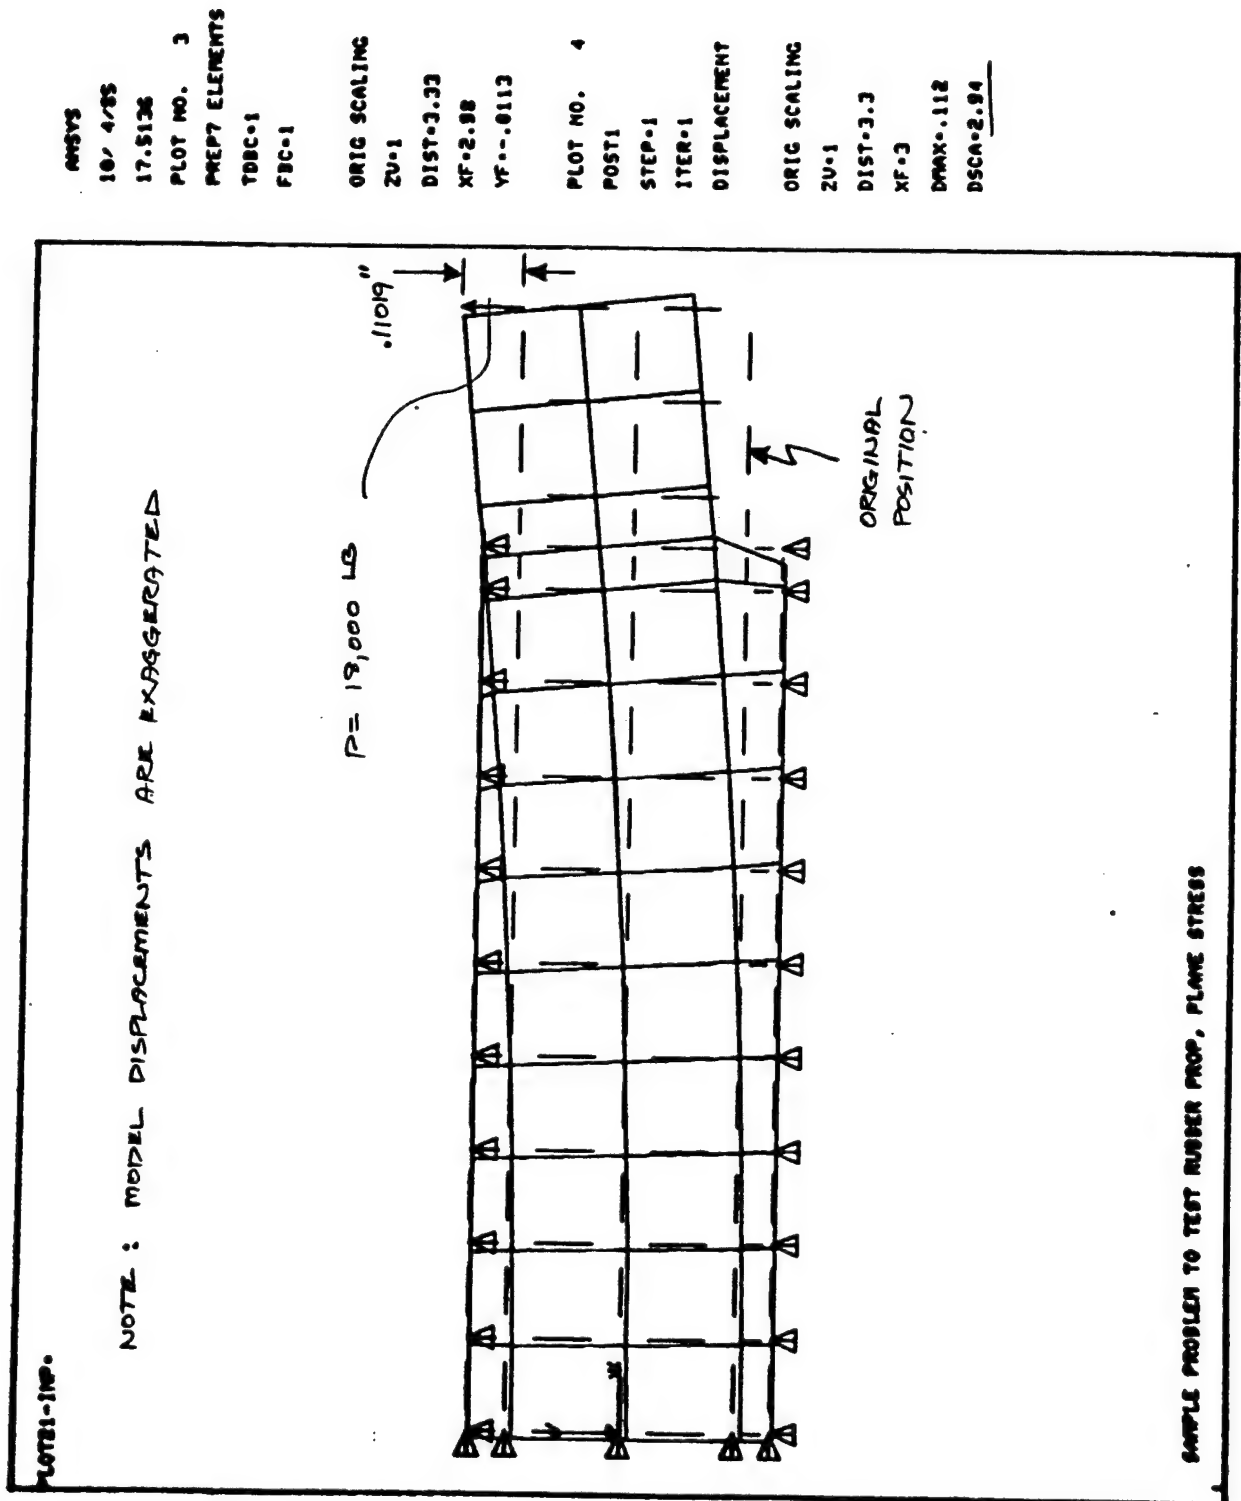 ANSYS
10/ 4/85
17.5136
PLOT NO. 3
PREP7 ELEMENTS
TDBC=1
FBC=1
ORIG SCALING
ZV=1
DIST=3.33
XF=2.98
YF=-.0113
PLOT NO. 4
POST1
STEP=1
ITER=1
DISPLACEMENT
ORIG SCALING
ZV=1
DIST=3.3
XF=3
DMAX=.112
DSCA=2.94
PLOT21-INP.
NOTE : MODEL DISPLACEMENTS ARE EXAGGERATED
P= 18,000 LB
.11019"
ORIGINAL
POSITION
SAMPLE PROBLEM TO TEST RUBBER PROP, PLANE STRESS